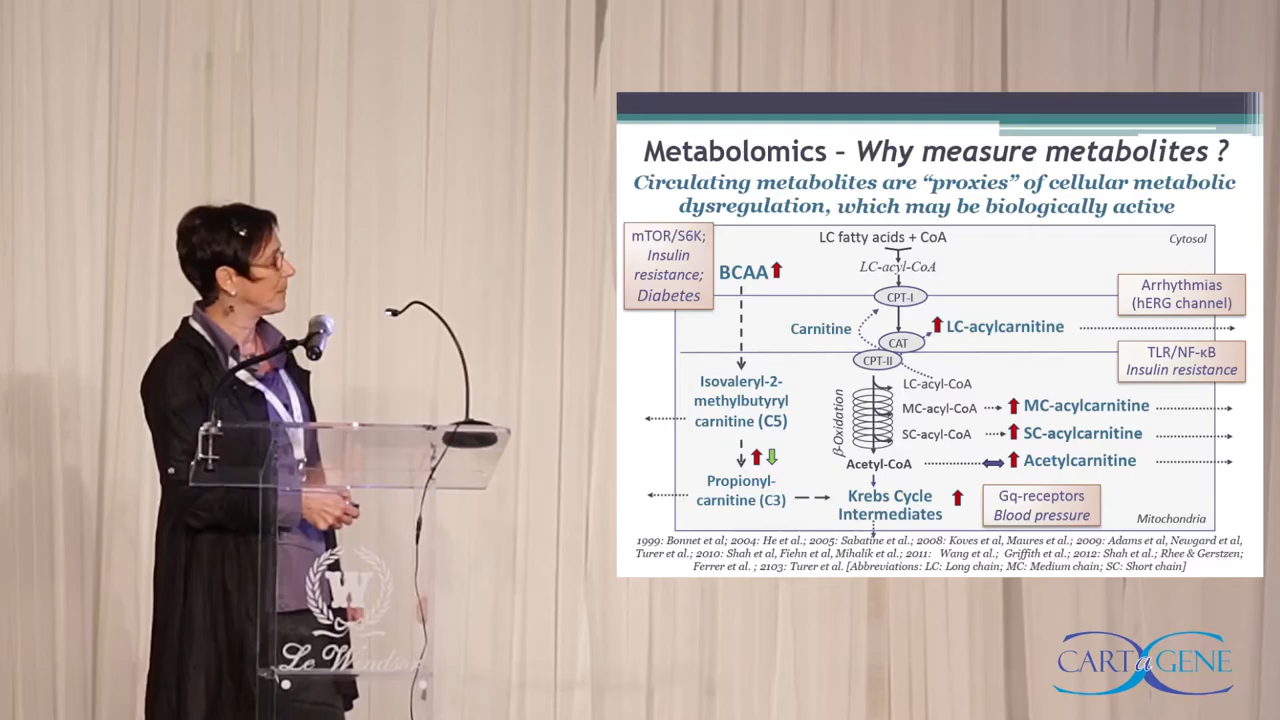 Metabolomics – Why measure metabolites ?
Circulating metabolites are “proxies” of cellular metabolic
dysregulation, which may be biologically active
mTOR/S6K;
Insulin
resistance;
Diabetes
BCAA
LC fatty acids + CoA
LC-acyl-CoA
Cytosol
CPT-I
Arrhythmias
(hERG channel)
Carnitine
LC-acylcarnitine
CAT
CPT-II
TLR/NF-κB
Insulin resistance
Isovaleryl-2-
methylbutyryl
carnitine (C5)
β-Oxidation
LC-acyl-CoA
MC-acyl-CoA
MC-acylcarnitine
SC-acyl-CoA
SC-acylcarnitine
Acetyl-CoA
Acetylcarnitine
Propionyl-
carnitine (C3)
Krebs Cycle
Intermediates
Gq-receptors
Blood pressure
Mitochondria
1999: Bonnet et al; 2004: He et al.; 2005: Sabatine et al.; 2008: Koves et al, Maures et al.; 2009: Adams et al, Newgard et al,
Turer et al.; 2010: Shah et al, Fiehn et al, Mihalik et al.; 2011: Wang et al.; Griffith et al.; 2012: Shah et al.; Rhee & Gerstzen;
Ferrer et al. ; 2103: Turer et al. [Abbreviations: LC: Long chain; MC: Medium chain; SC: Short chain]
W
Le Windsor
CARTaGENE